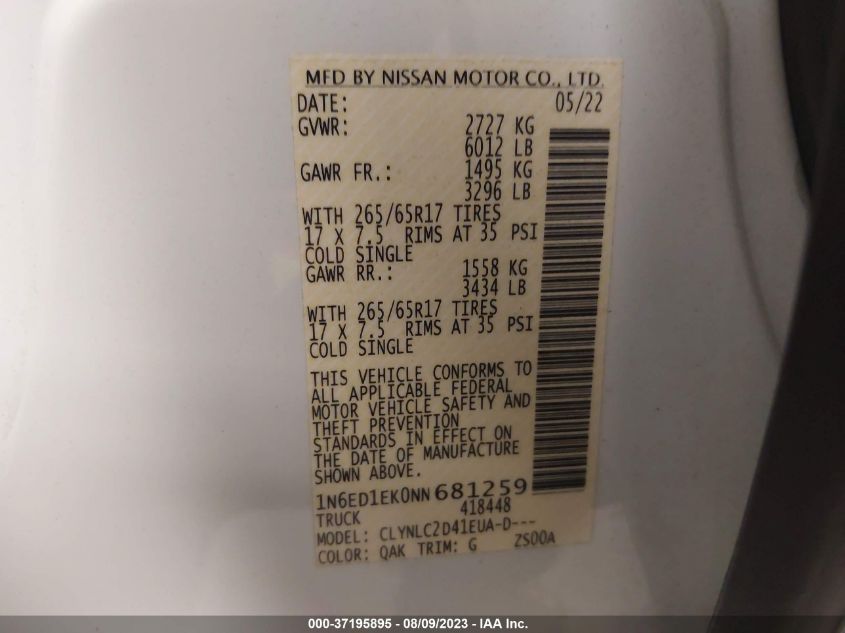 MFD BY NISSAN MOTOR CO., LTD.
DATE: 05/22
GVWR: 2727 KG
6012 LB
GAWR FR.: 1495 KG
3296 LB
WITH 265/65R17 TIRES
17 X 7.5 RIMS AT 35 PSI
COLD SINGLE
GAWR RR.: 1558 KG
3434 LB
WITH 265/65R17 TIRES
17 X 7.5 RIMS AT 35 PSI
COLD SINGLE
THIS VEHICLE CONFORMS TO
ALL APPLICABLE FEDERAL
MOTOR VEHICLE SAFETY AND
THEFT PREVENTION
STANDARDS IN EFFECT ON
THE DATE OF MANUFACTURE
SHOWN ABOVE.
1N6ED1EK0NN681259
TRUCK 418448
MODEL: CLYNLC2D41EUA-D---
COLOR: QAK TRIM: G ZS00A
000-37195895 - 08/09/2023 - IAA Inc.